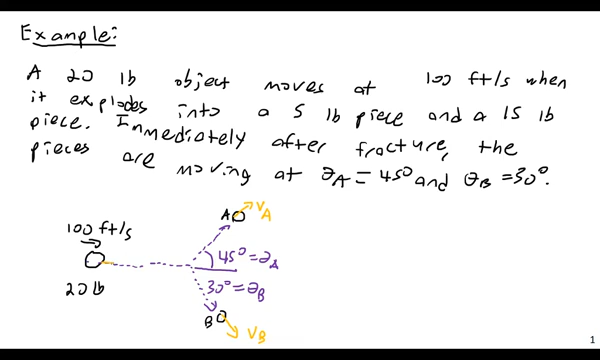 Example:
A 20 lb object moves at 100 ft/s when
it explodes into a 5 lb piece and a 15 lb
piece. Immediately after fracture, the
pieces are moving at θA = 45° and θB = 30°.
A
VA
100 ft/s
45° = θA
20 lb
30° = θB
B
VB
1